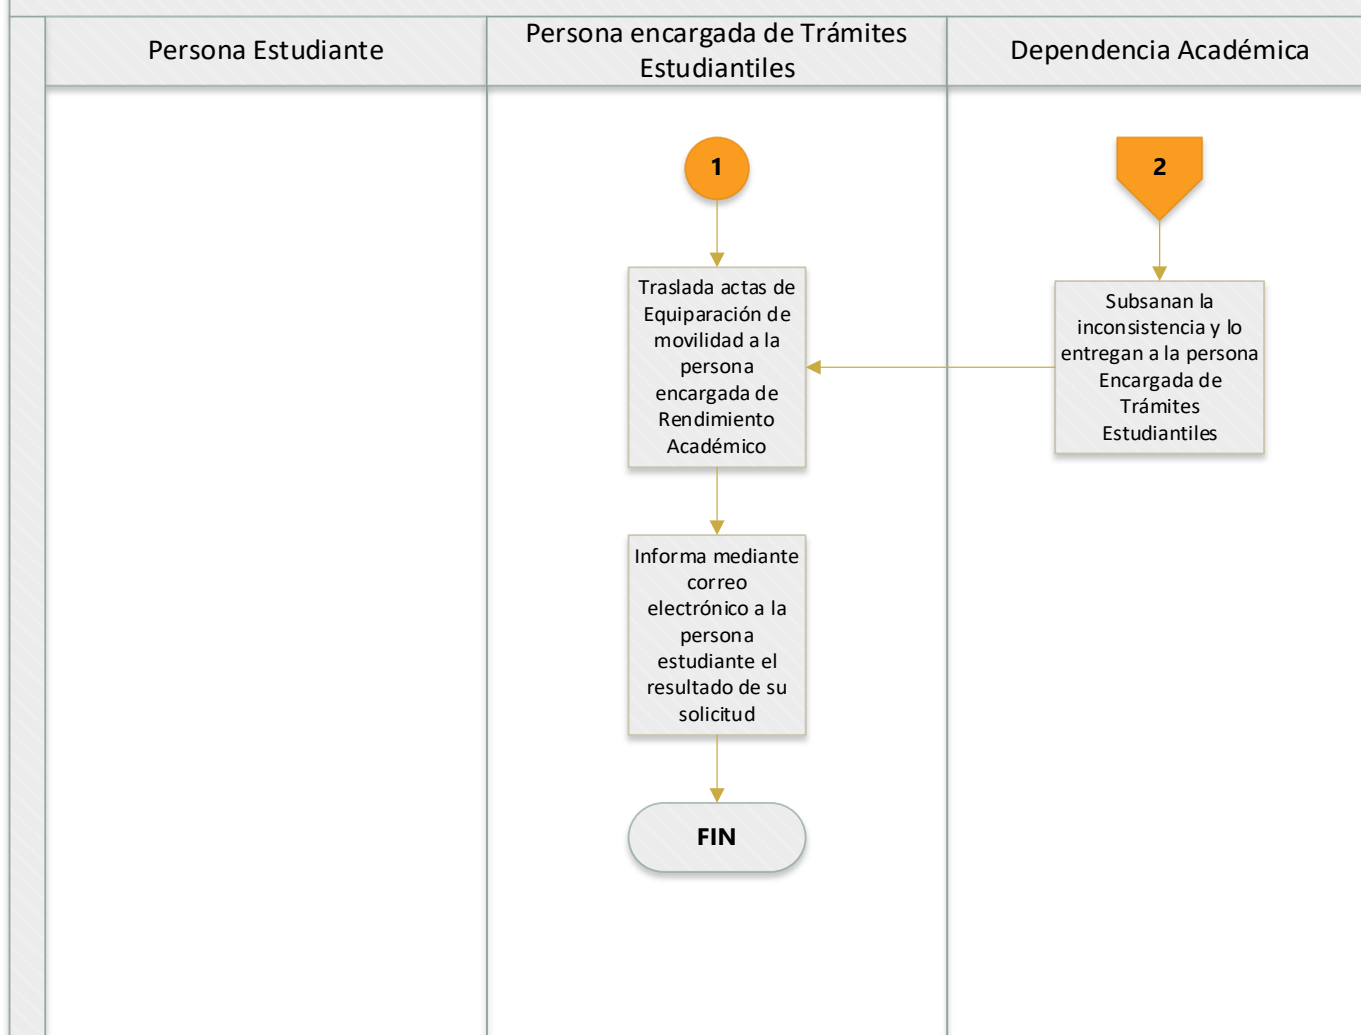 Persona Estudiante
Persona encargada de Trámites
Estudiantiles
Dependencia Académica
1
2
Traslada actas de
Equiparación de
movilidad a la
persona
encargada de
Rendimiento
Académico
Subsanan la
inconsistencia y lo
entregan a la persona
Encargada de
Trámites
Estudiantiles
Informa mediante
correo
electrónico a la
persona
estudiante el
resultado de su
solicitud
FIN